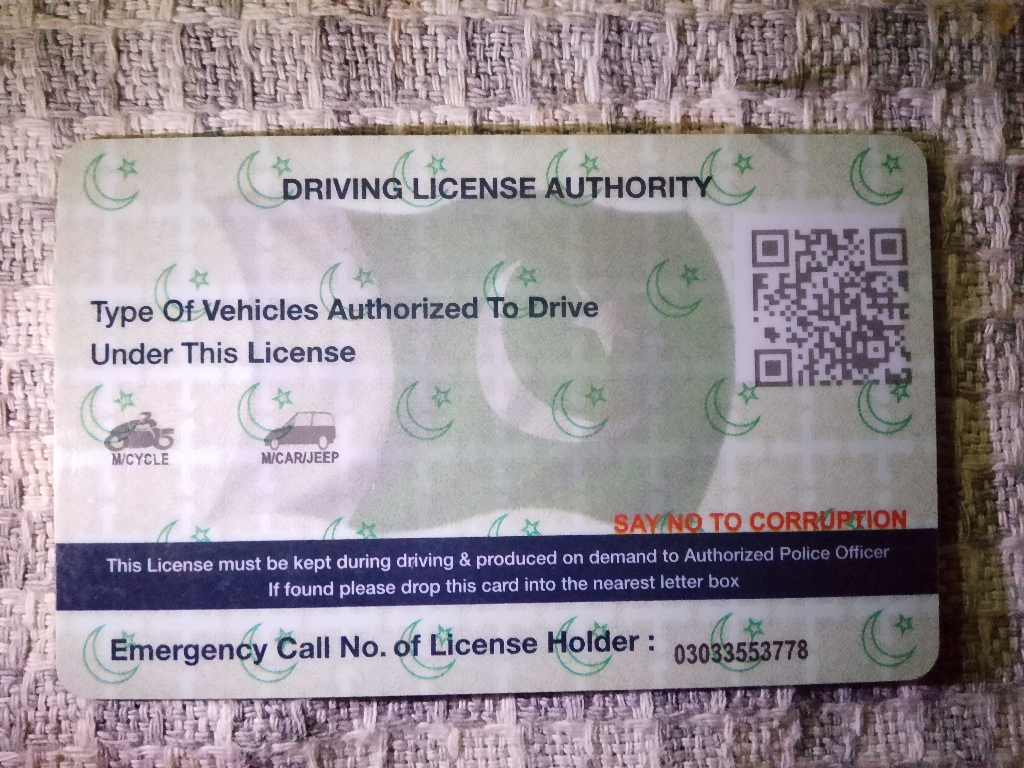 DRIVING LICENSE AUTHORITY
Type Of Vehicles Authorized To Drive
Under This License
M/CYCLE
M/CAR/JEEP
SAY NO TO CORRUPTION
This License must be kept during driving & produced on demand to Authorized Police Officer
If found please drop this card into the nearest letter box
Emergency Call No. of License Holder : 03033553778